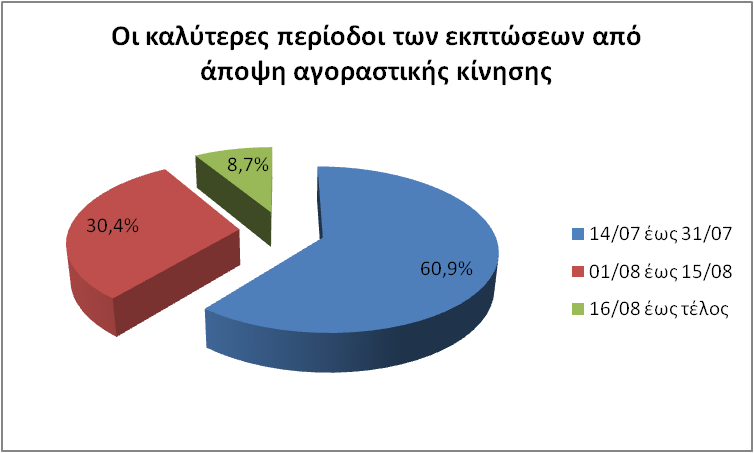 Οι καλύτερες περίοδοι των εκπτώσεων από
άποψη αγοραστικής κίνησης
8,7%
30,4%
60,9%
14/07 έως 31/07
01/08 έως 15/08
16/08 έως τέλος